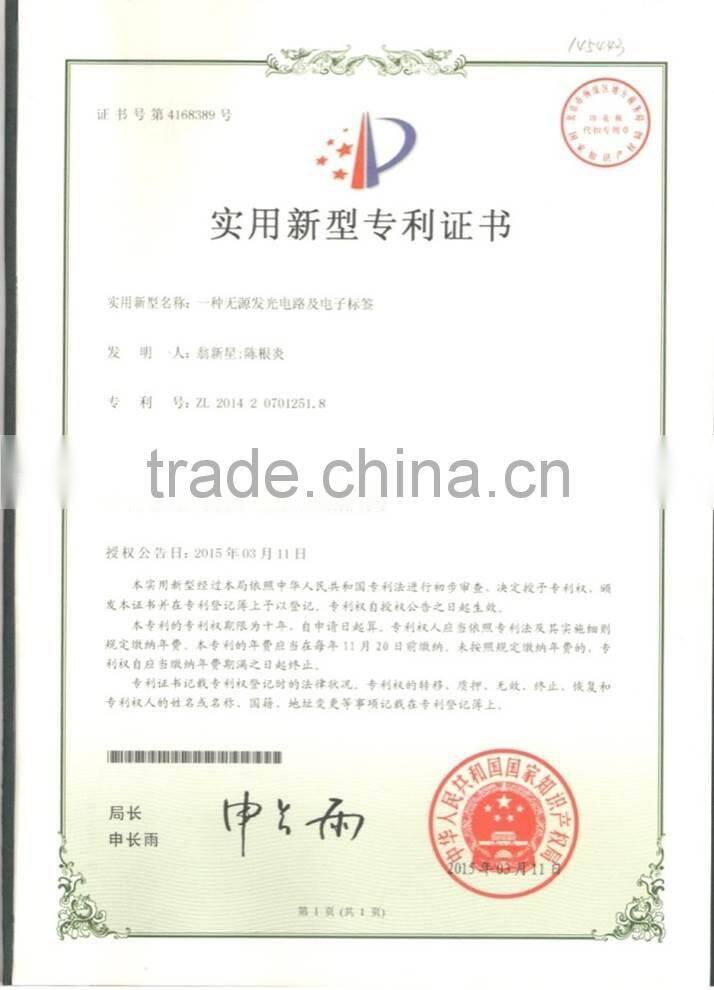 145443
证书号第4168389号
印花税
代扣专用章
实用新型专利证书
实用新型名称：一种无源发光电路及电子标签
发 明 人：翁新星;陈根炎
专 利 号：ZL 2014 2 0701251.8
trade.china.cn
授权公告日：2015年03月11日
本实用新型经过本局依照中华人民共和国专利法进行初步审查，决定授予专利权，颁
发本证书并在专利登记簿上予以登记。专利权自授权公告之日起生效。
本专利的专利权期限为十年，自申请日起算。专利权人应当依照专利法及其实施细则
规定缴纳年费。本专利的年费应当在每年11月20日前缴纳。未按照规定缴纳年费的，专
利权自应当缴纳年费期满之日起终止。
专利证书记载专利权登记时的法律状况。专利权的转移、质押、无效、终止、恢复和
专利权人的姓名或名称、国籍、地址变更等事项记载在专利登记簿上。
局长
申长雨
申长雨
中华人民共和国国家知识产权局
2015年03月11日
第1页(共1页)